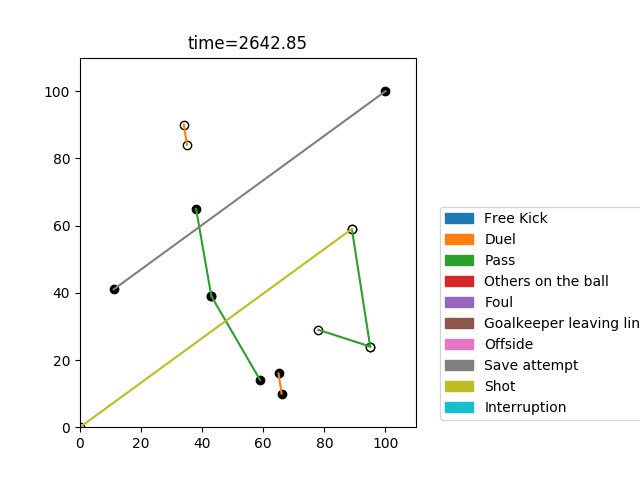 time=2642.85
100
80
60
40
20
0
0 20 40 60 80 100
Free Kick
Duel
Pass
Others on the ball
Foul
Goalkeeper leaving lin
Offside
Save attempt
Shot
Interruption